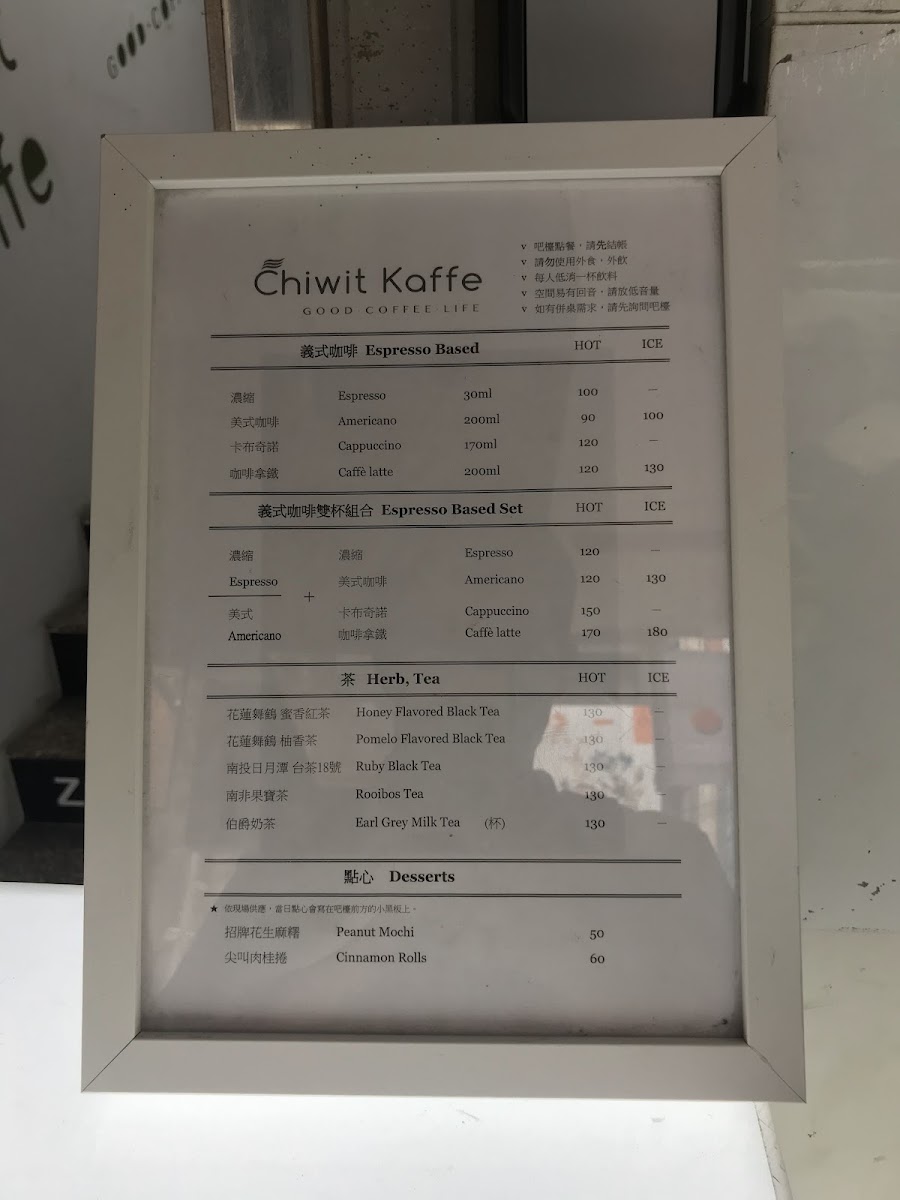 GOOD-CO
ffe
Chiwit Kaffe
GOOD COFFEE·LIFE
v 吧檯點餐，請先結帳
v 請勿使用外食，外飲
v 每人低消一杯飲料
v 空間易有回音，請放低音量
v 如有併桌需求，請先詢問吧檯
義式咖啡 Espresso Based HOT ICE
濃縮 Espresso 30ml 100 —
美式咖啡 Americano 200ml 90 100
卡布奇諾 Cappuccino 170ml 120 —
咖啡拿鐵 Caffè latte 200ml 120 130
義式咖啡雙杯組合 Espresso Based Set HOT ICE
濃縮 濃縮 Espresso 120 —
Espresso 美式咖啡 Americano 120 130
+
美式 卡布奇諾 Cappuccino 150 —
Americano 咖啡拿鐵 Caffè latte 170 180
茶 Herb, Tea HOT ICE
花蓮舞鶴 蜜香紅茶 Honey Flavored Black Tea 130 —
花蓮舞鶴 柚香茶 Pomelo Flavored Black Tea 130 —
南投日月潭 台茶18號 Ruby Black Tea 130 —
南非果寶茶 Rooibos Tea 130 —
伯爵奶茶 Earl Grey Milk Tea (杯) 130 —
點心 Desserts
★ 依現場供應，當日點心會寫在吧檯前方的小黑板上。
招牌花生麻糬 Peanut Mochi 50
尖叫肉桂捲 Cinnamon Rolls 60
Z